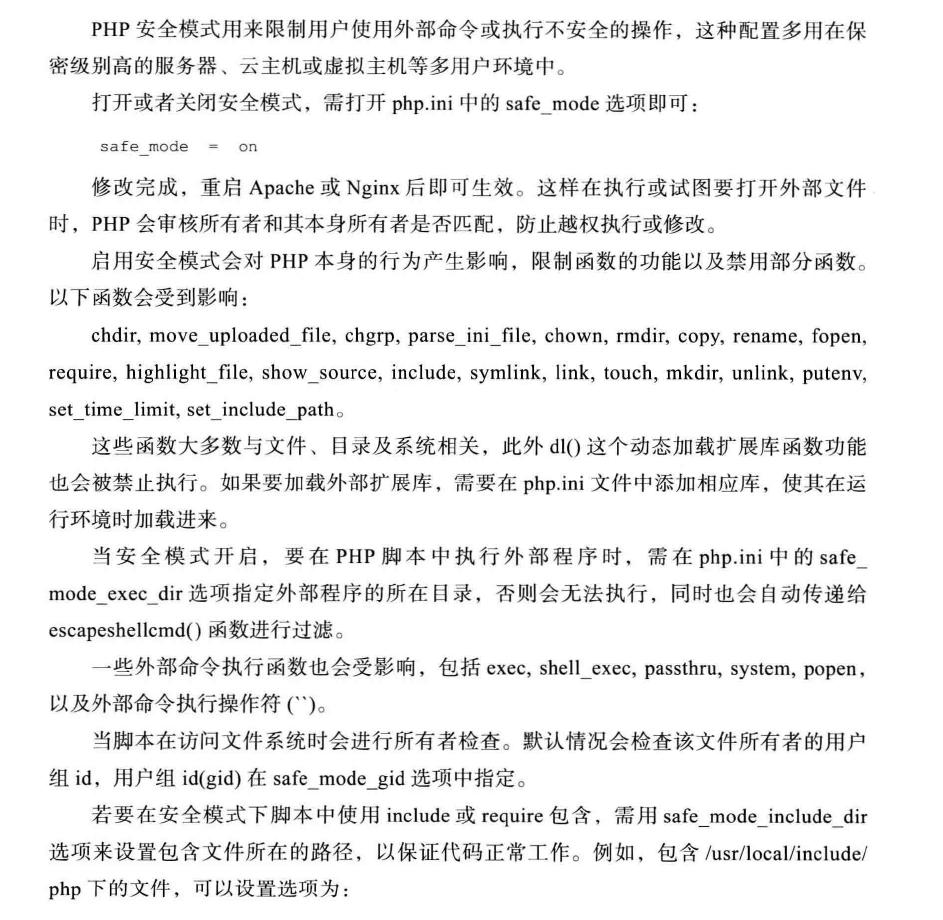 PHP 安全模式用来限制用户使用外部命令或执行不安全的操作，这种配置多用在保
密级别高的服务器、云主机或虚拟主机等多用户环境中。
打开或者关闭安全模式，需打开 php.ini 中的 safe_mode 选项即可：
safe_mode = on
修改完成，重启 Apache 或 Nginx 后即可生效。这样在执行或试图要打开外部文件
时，PHP 会审核所有者和其本身所有者是否匹配，防止越权执行或修改。
启用安全模式会对 PHP 本身的行为产生影响，限制函数的功能以及禁用部分函数。
以下函数会受到影响：
chdir, move_uploaded_file, chgrp, parse_ini_file, chown, rmdir, copy, rename, fopen,
require, highlight_file, show_source, include, symlink, link, touch, mkdir, unlink, putenv,
set_time_limit, set_include_path。
这些函数大多数与文件、目录及系统相关，此外 dl() 这个动态加载扩展库函数功能
也会被禁止执行。如果要加载外部扩展库，需要在 php.ini 文件中添加相应库，使其在运
行环境时加载进来。
当安全模式开启，要在 PHP 脚本中执行外部程序时，需在 php.ini 中的 safe_
mode_exec_dir 选项指定外部程序的所在目录，否则会无法执行，同时也会自动传递给
escapeshellcmd() 函数进行过滤。
一些外部命令执行函数也会受影响，包括 exec, shell_exec, passthru, system, popen，
以及外部命令执行操作符 (``)。
当脚本在访问文件系统时会进行所有者检查。默认情况会检查该文件所有者的用户
组 id，用户组 id(gid) 在 safe_mode_gid 选项中指定。
若要在安全模式下脚本中使用 include 或 require 包含，需用 safe_mode_include_dir
选项来设置包含文件所在的路径，以保证代码正常工作。例如，包含 /usr/local/include/
php 下的文件，可以设置选项为：